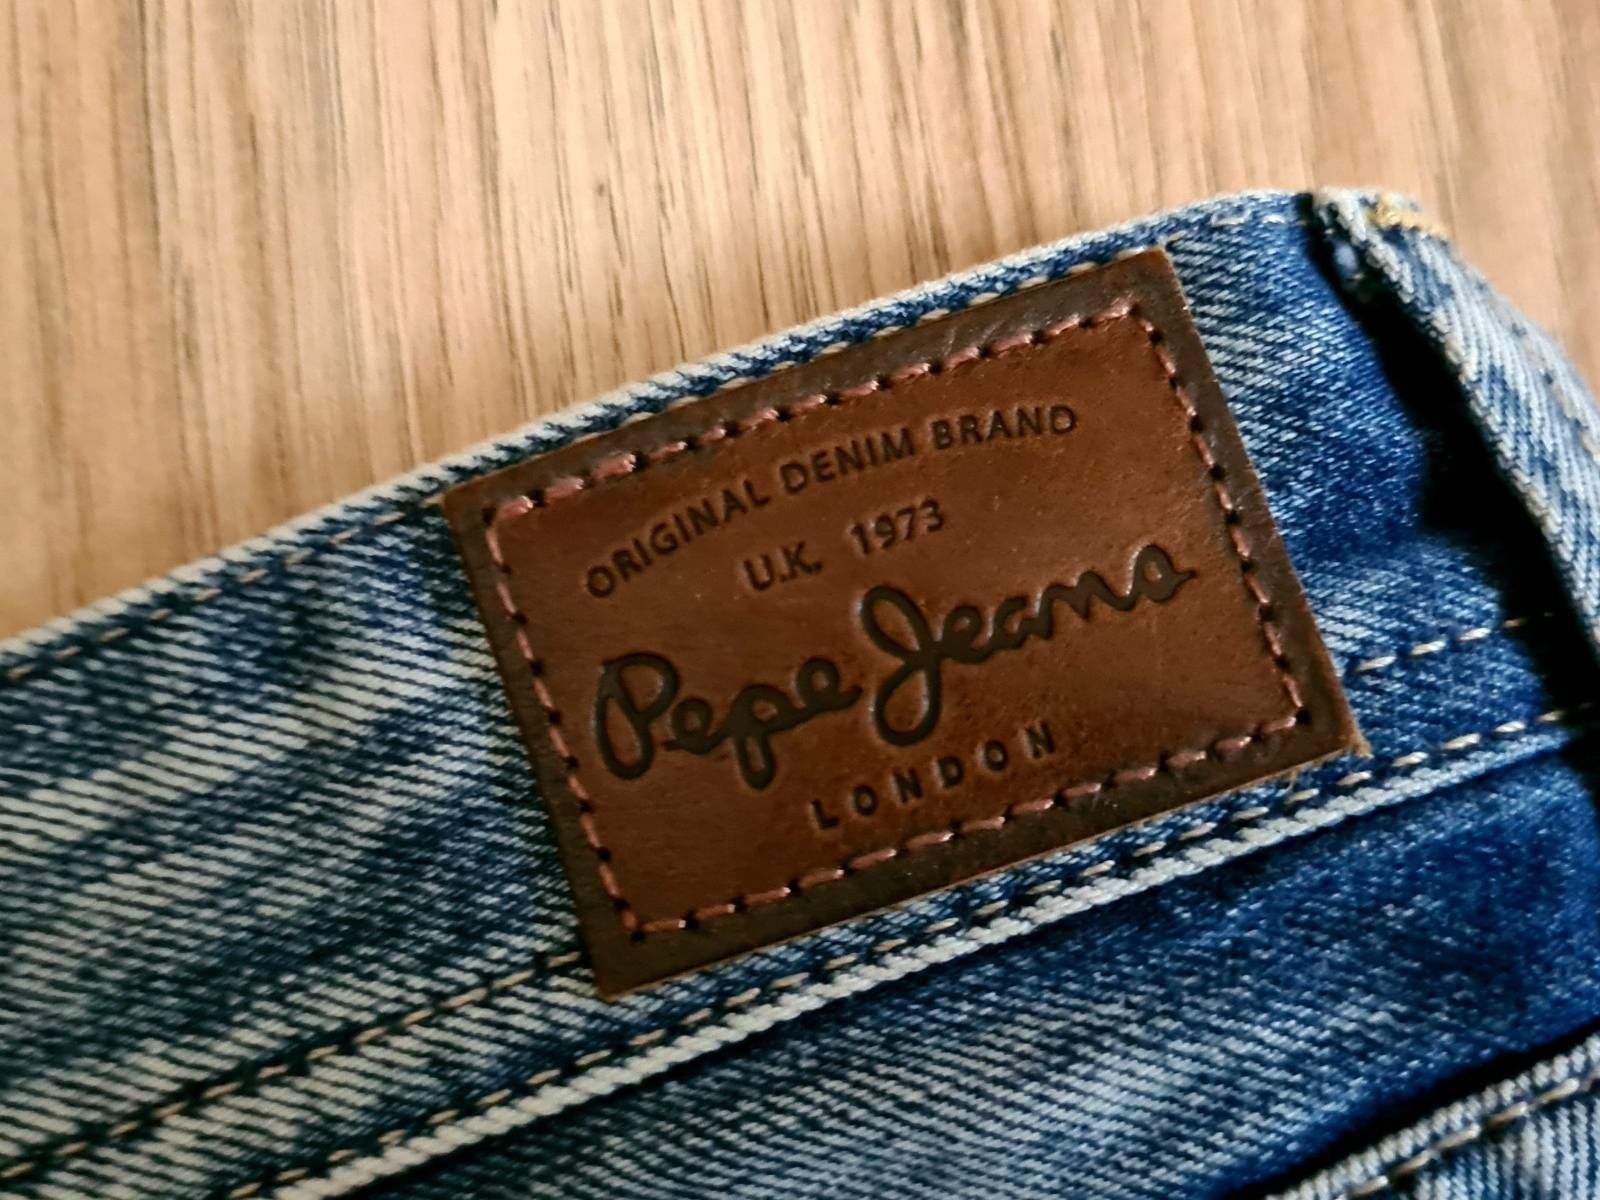 ORIGINAL DENIM BRAND
U.K. 1973
Pepe Jeans
LONDON